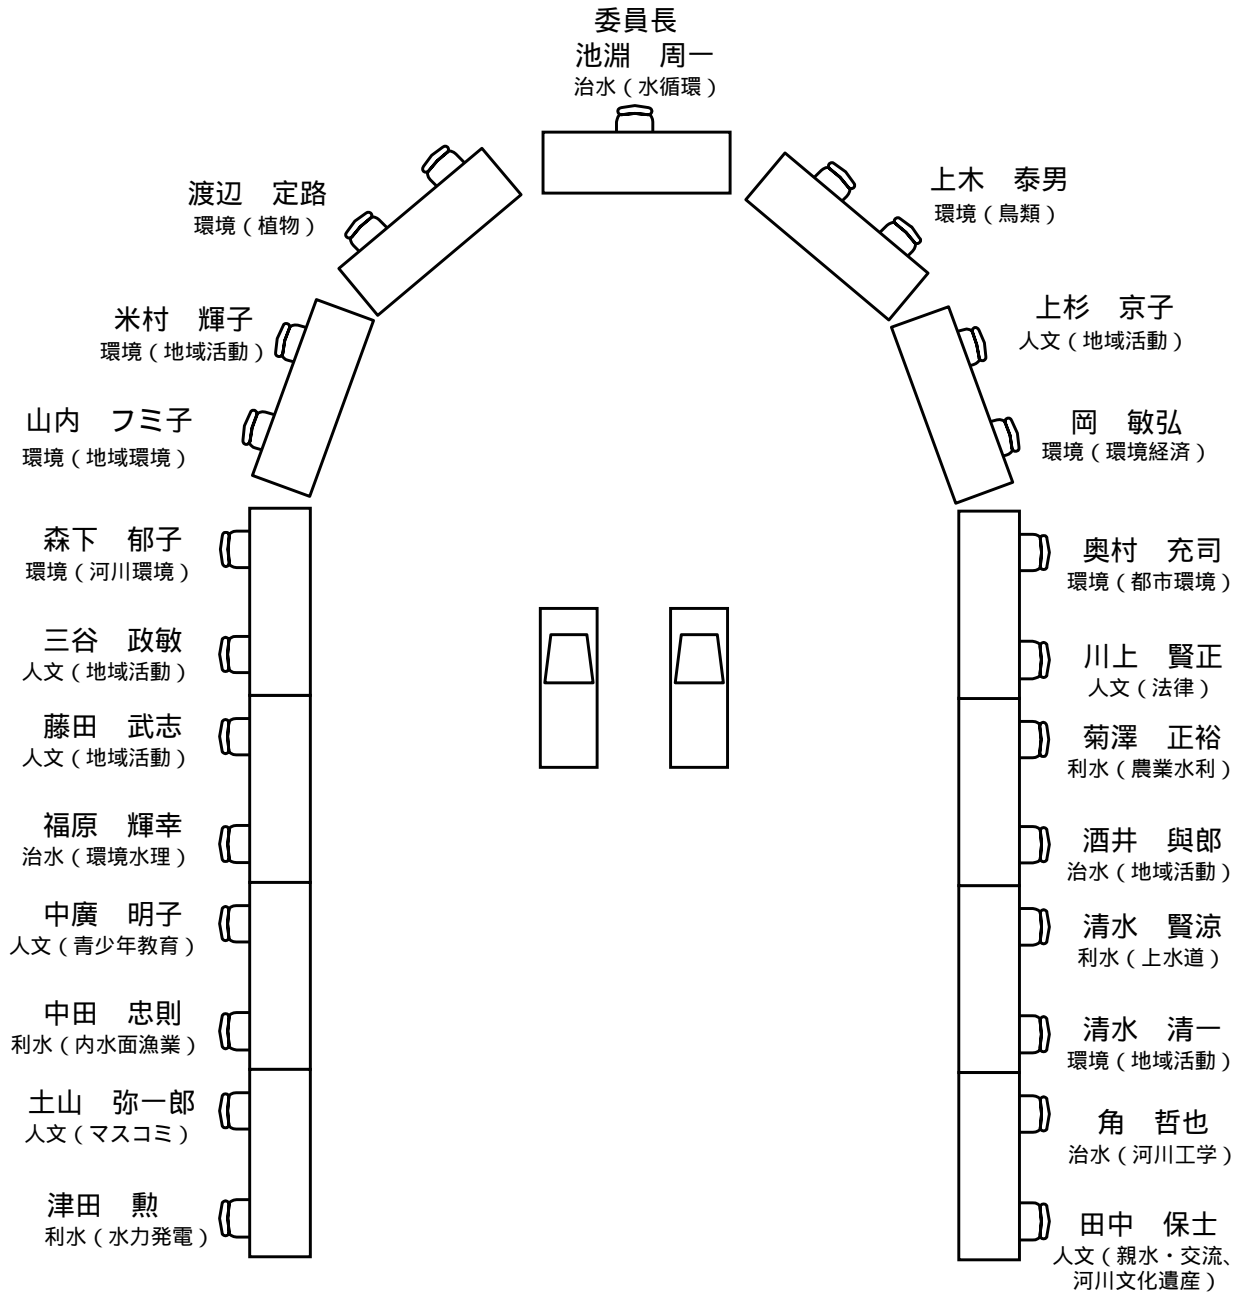 委員長
池淵　周一
治水（水循環）
渡辺　定路
環境（植物）
米村　輝子
環境（地域活動）
山内　フミ子
環境（地域環境）
森下　郁子
環境（河川環境）
三谷　政敏
人文（地域活動）
藤田　武志
人文（地域活動）
福原　輝幸
治水（環境水理）
中廣　明子
人文（青少年教育）
中田　忠則
利水（内水面漁業）
土山　弥一郎
人文（マスコミ）
津田　勲
利水（水力発電）
上木　泰男
環境（鳥類）
上杉　京子
人文（地域活動）
岡　敏弘
環境（環境経済）
奥村　充司
環境（都市環境）
川上　賢正
人文（法律）
菊澤　正裕
利水（農業水利）
酒井　與郎
治水（地域活動）
清水　賢涼
利水（上水道）
清水　清一
環境（地域活動）
角　哲也
治水（河川工学）
田中　保士
人文（親水・交流、
河川文化遺産）